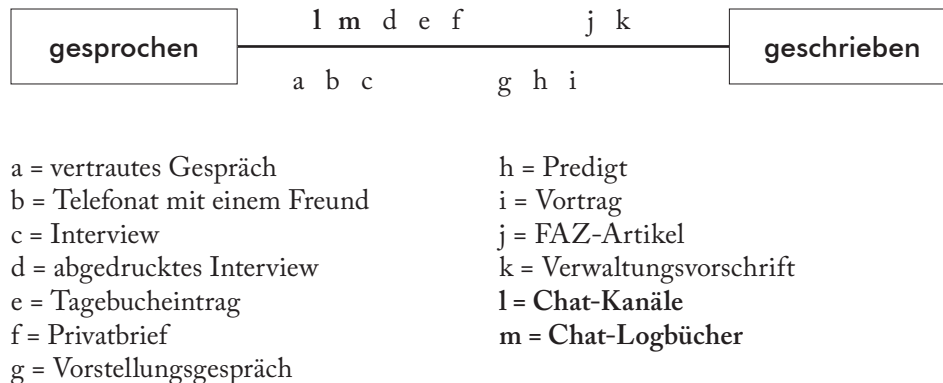 l m d e f j k
gesprochen geschrieben
a b c g h i
a = vertrautes Gespräch
b = Telefonat mit einem Freund
c = Interview
d = abgedrucktes Interview
e = Tagebucheintrag
f = Privatbrief
g = Vorstellungsgespräch
h = Predigt
i = Vortrag
j = FAZ-Artikel
k = Verwaltungsvorschrift
l = Chat-Kanäle
m = Chat-Logbücher